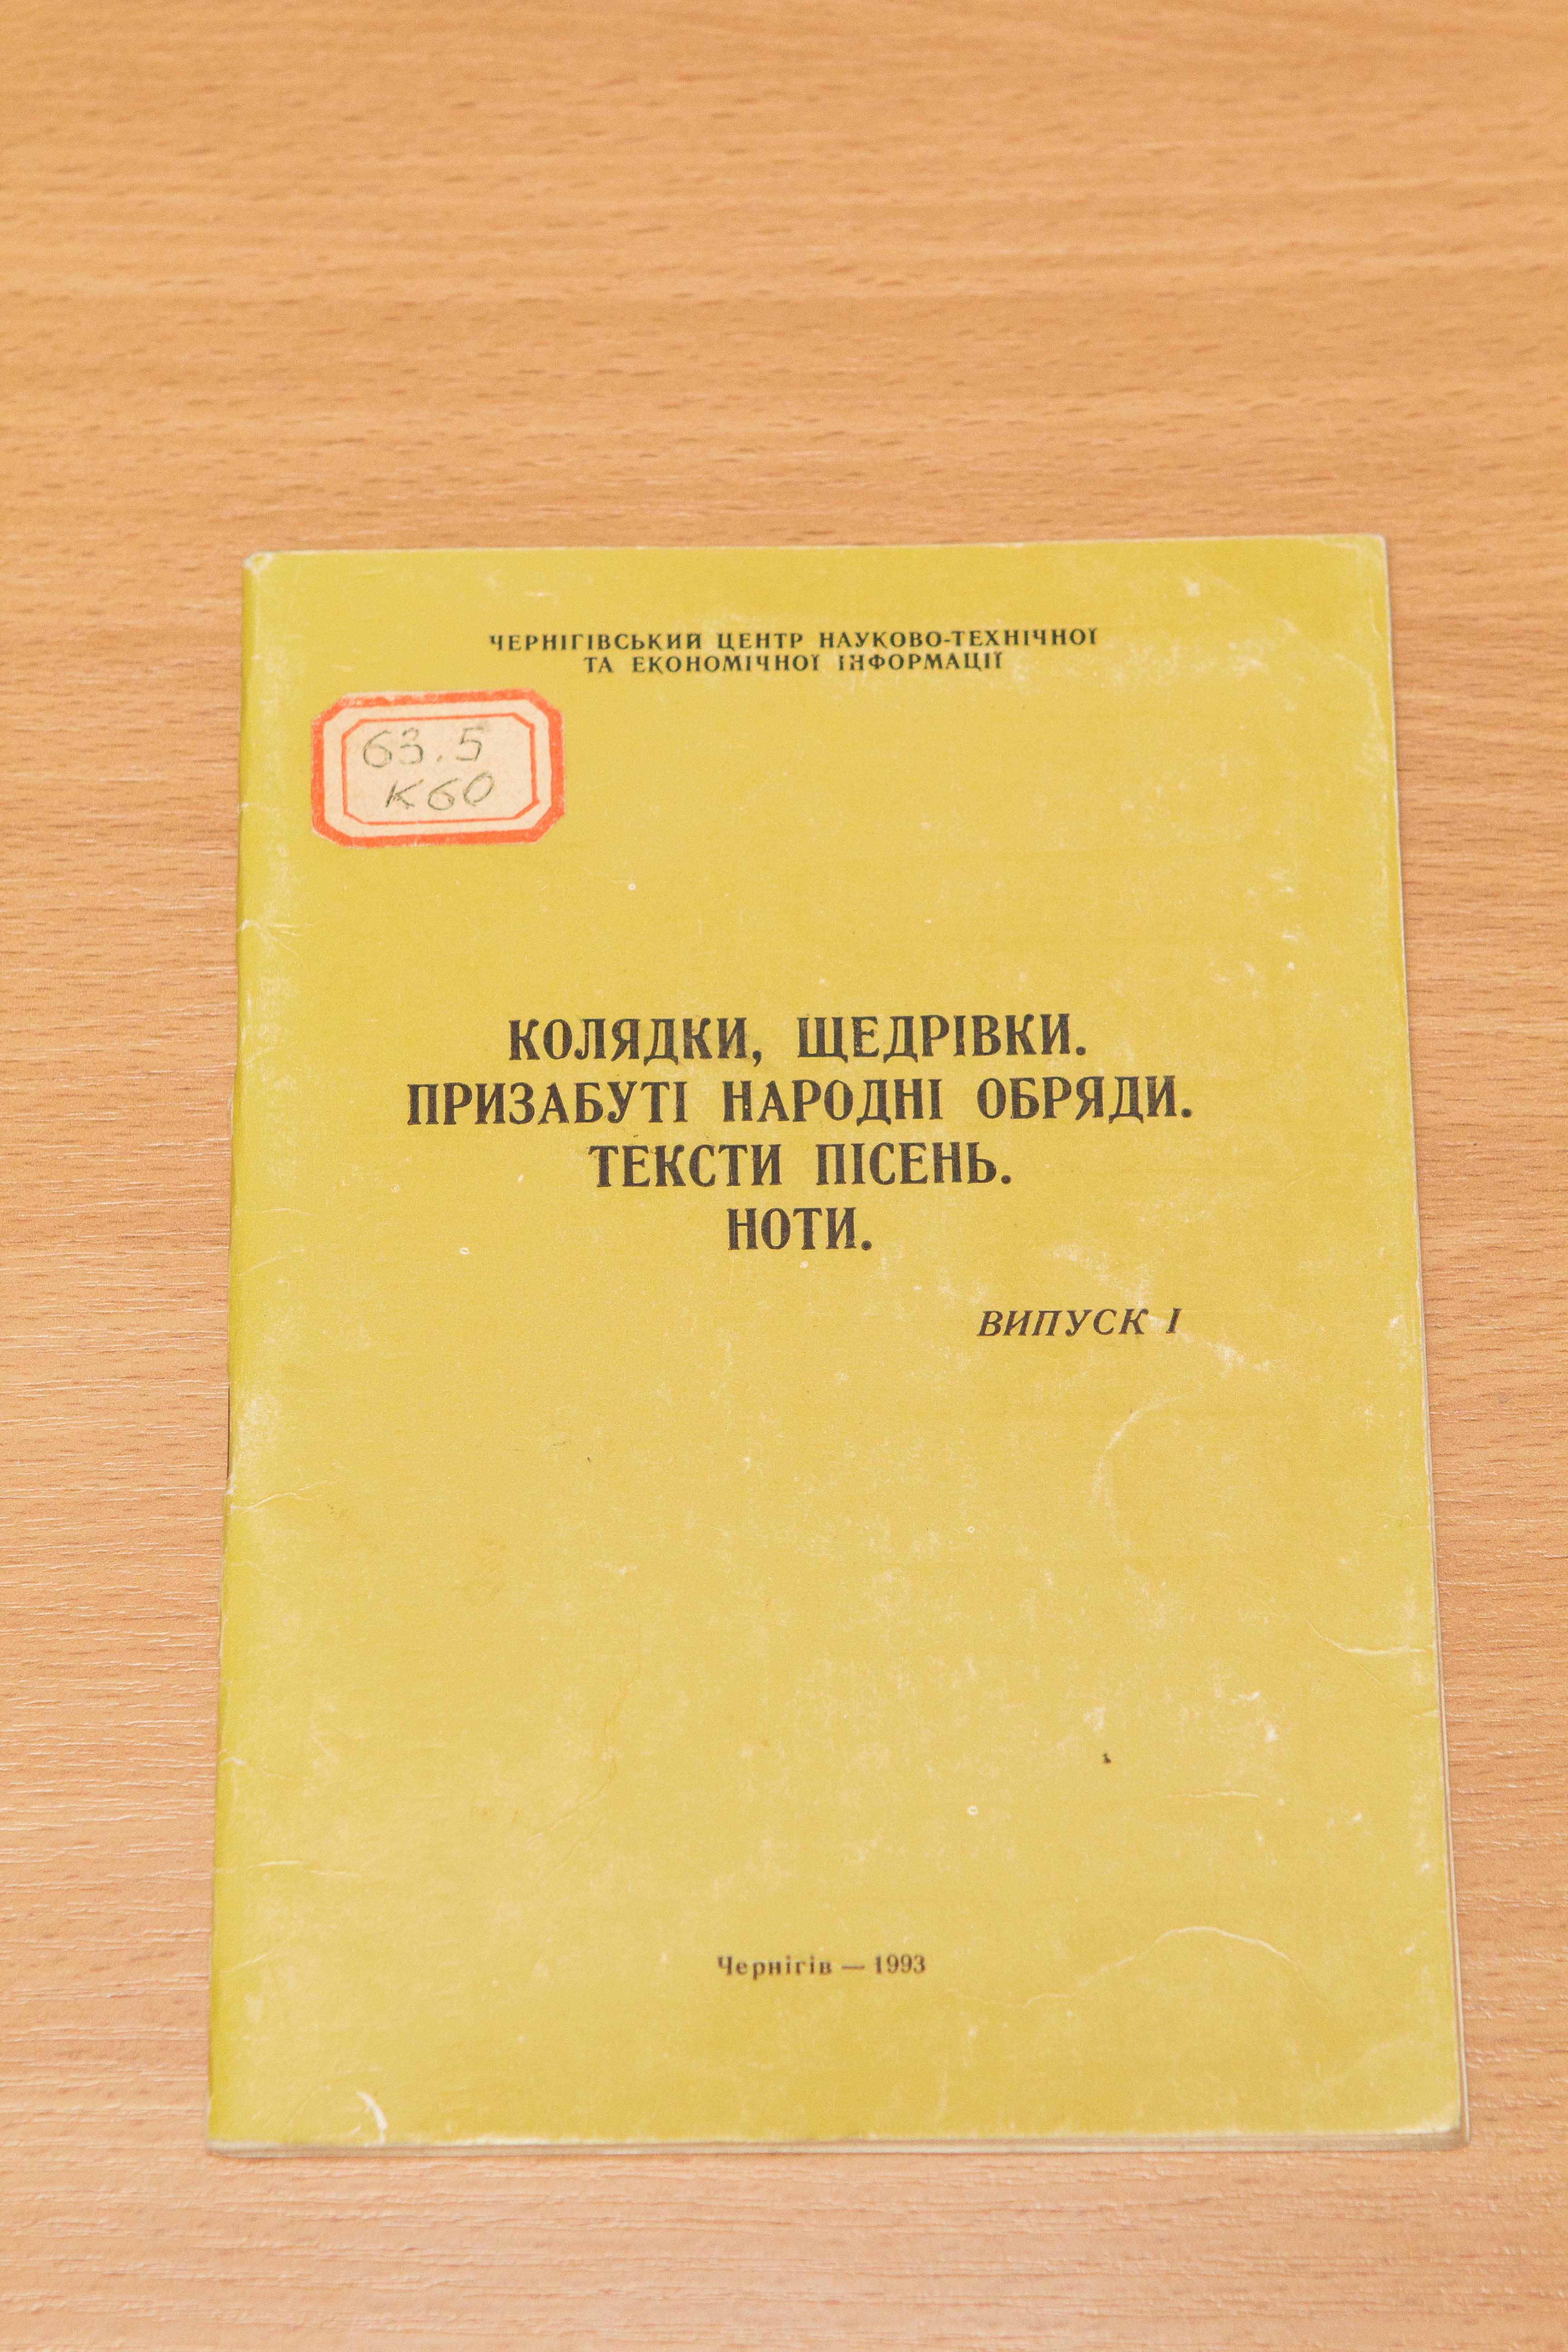 ЧЕРНІГІВСЬКИЙ ЦЕНТР НАУКОВО-ТЕХНІЧНОЇ
ТА ЕКОНОМІЧНОЇ ІНФОРМАЦІЇ
63.5
К60
КОЛЯДКИ, ЩЕДРІВКИ.
ПРИЗАБУТІ НАРОДНІ ОБРЯДИ.
ТЕКСТИ ПІСЕНЬ.
НОТИ.
ВИПУСК І
Чернігів — 1993